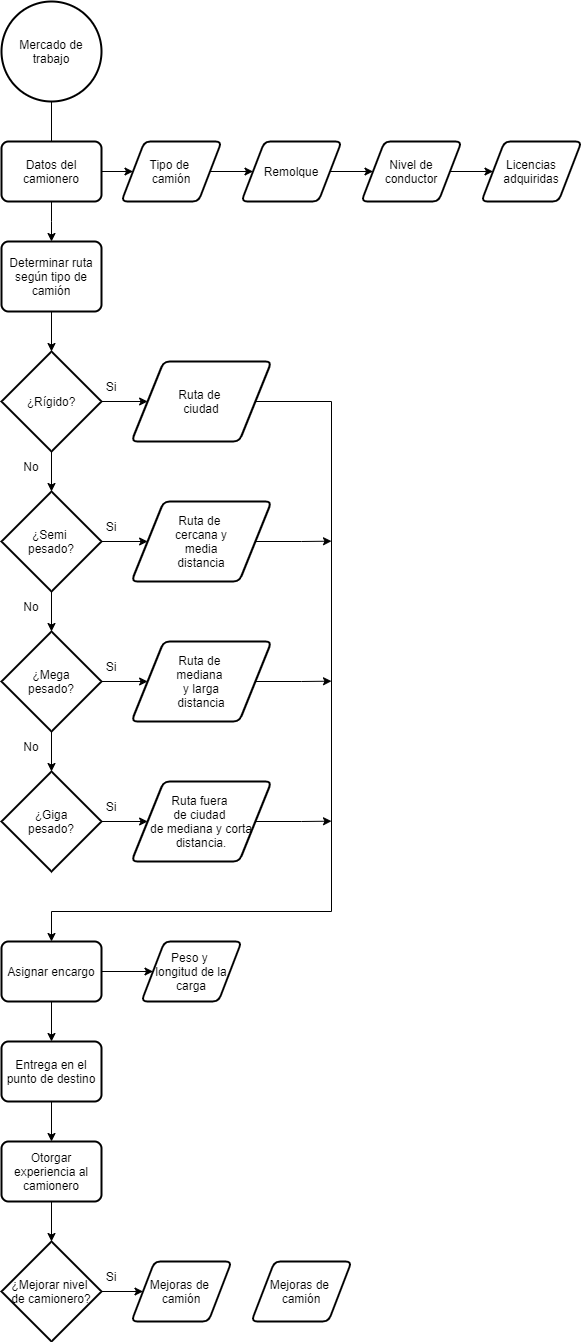 Mercado de
trabajo
Datos del
camionero
Tipo de
camión
Remolque
Nivel de
conductor
Licencias
adquiridas
Determinar ruta
según tipo de
camión
¿Rígido?
Si
Ruta de
ciudad
No
¿Semi
pesado?
Si
Ruta de
cercana y
media
distancia
No
¿Mega
pesado?
Si
Ruta de
mediana
y larga
distancia
No
¿Giga
pesado?
Si
Ruta fuera
de ciudad
de mediana y corta
distancia.
Asignar encargo
Peso y
longitud de la
carga
Entrega en el
punto de destino
Otorgar
experiencia al
camionero
¿Mejorar nivel
de camionero?
Si
Mejoras de
camión
Mejoras de
camión